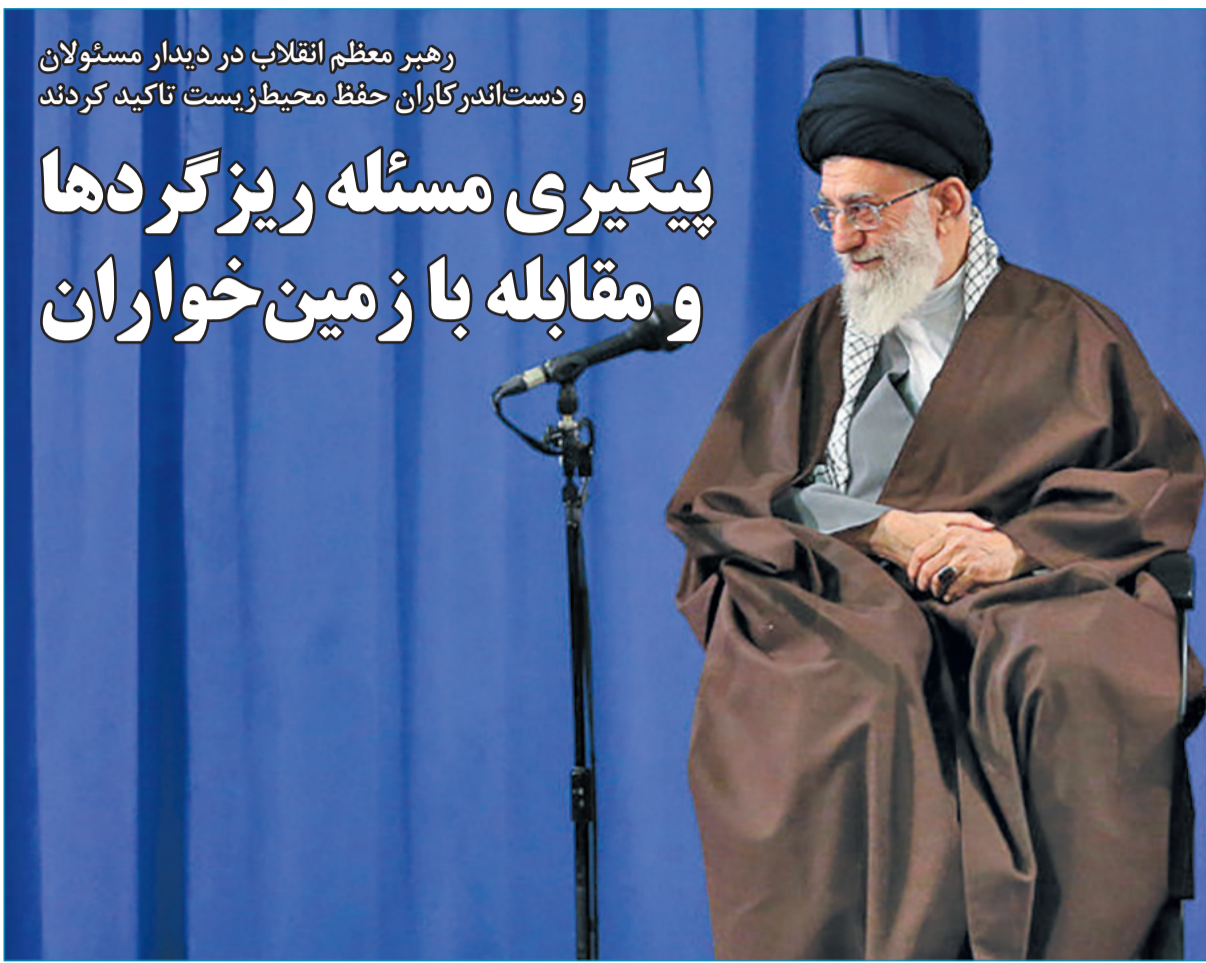 رهبر معظم انقلاب در دیدار مسئولان
و دست‌اندرکاران حفظ محیط‌زیست تاکید کردند
پیگیری مسئله ریزگردها
و مقابله با زمین‌خواران